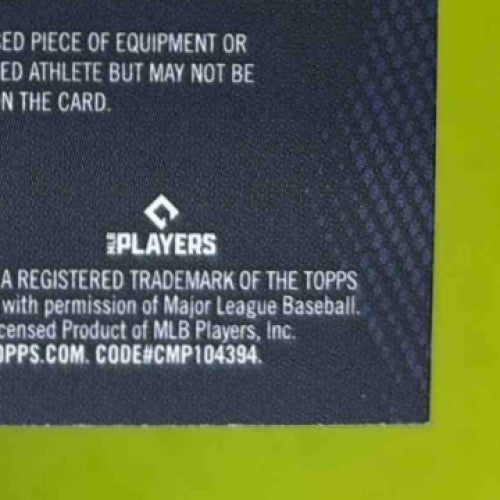 ED PIECE OF EQUIPMENT OR
ED ATHLETE BUT MAY NOT BE
N THE CARD.
MLB PLAYERS
A REGISTERED TRADEMARK OF THE TOPPS
with permission of Major League Baseball.
censed Product of MLB Players, Inc.
OPPS.COM. CODE#CMP104394.